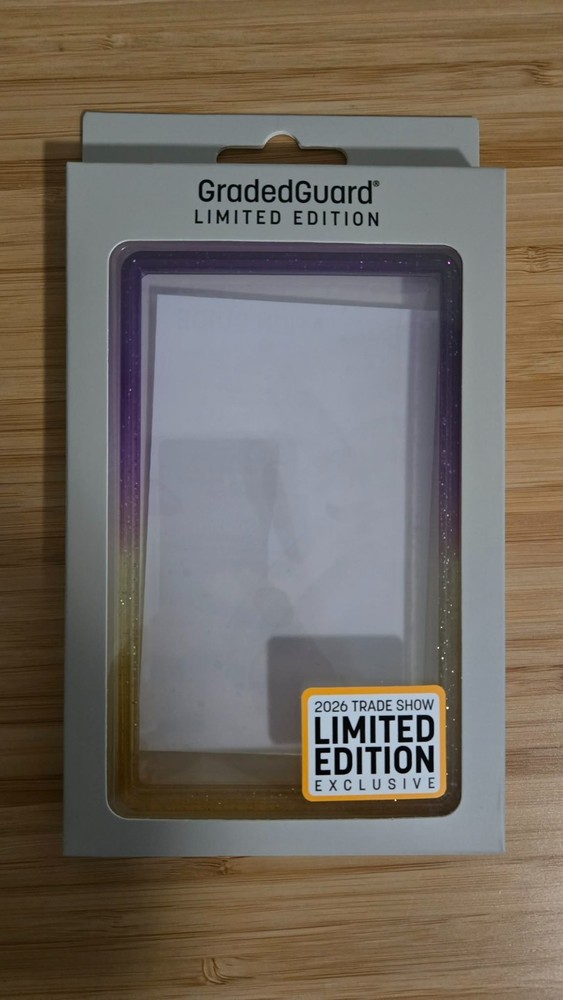 GradedGuard®
LIMITED EDITION
2026 TRADE SHOW
LIMITED
EDITION
EXCLUSIVE